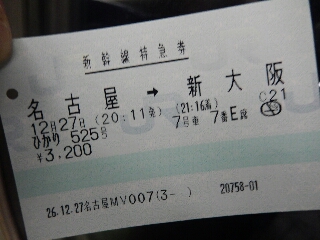 新幹線特急券
名古屋 → 新大阪
12月27日 (20:11発) (21:16着) C21
ひかり 525号 7号車 7番E席
¥3,200
26.12.27名古屋MV007(3- ) 20758-01